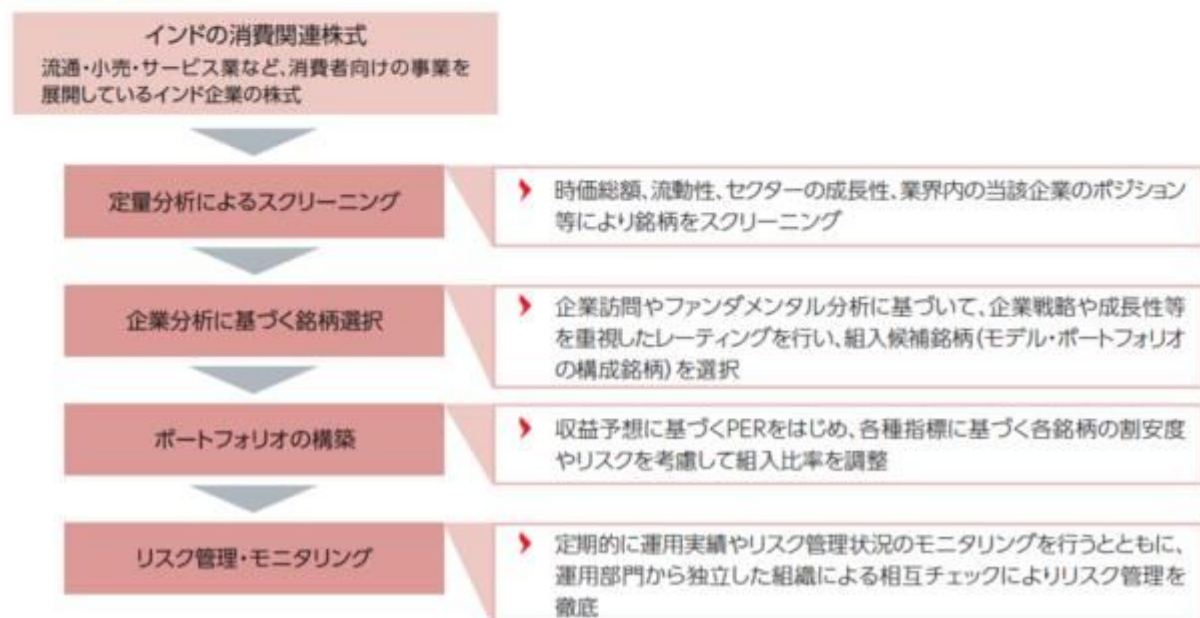 インドの消費関連株式
流通・小売・サービス業など、消費者向けの事業を
展開しているインド企業の株式
定量分析によるスクリーニング
時価総額、流動性、セクターの成長性、業界内の当該企業のポジション
等により銘柄をスクリーニング
企業分析に基づく銘柄選択
企業訪問やファンダメンタル分析に基づいて、企業戦略や成長性等
を重視したレーティングを行い、組入候補銘柄(モデル・ポートフォリオ
の構成銘柄)を選択
ポートフォリオの構築
収益予想に基づくPERをはじめ、各種指標に基づく各銘柄の割安度
やリスクを考慮して組入比率を調整
リスク管理・モニタリング
定期的に運用実績やリスク管理状況のモニタリングを行うとともに、
運用部門から独立した組織による相互チェックによりリスク管理を
徹底